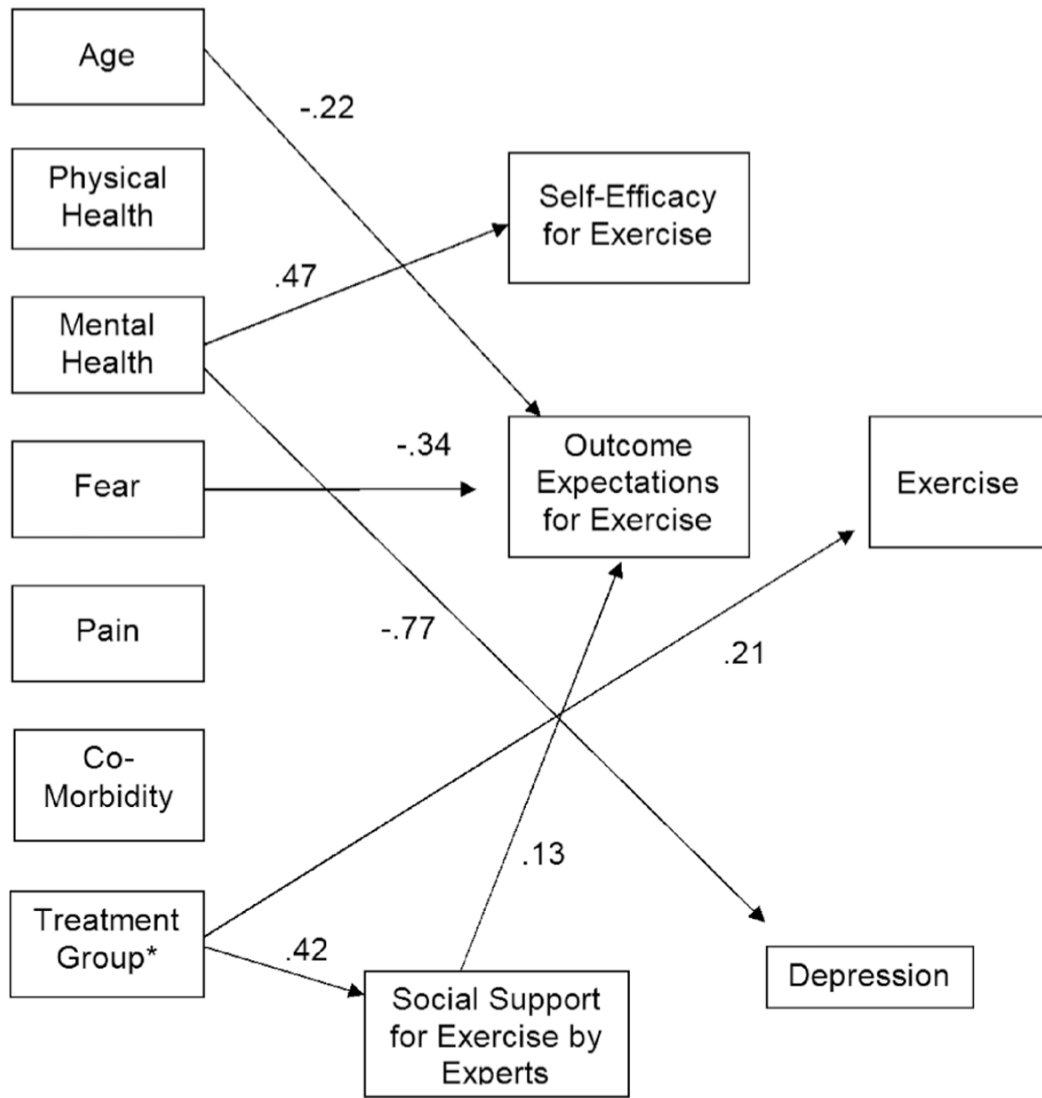 Age
-.22
Physical
Health
Self-Efficacy
for Exercise
.47
Mental
Health
-.34
Outcome
Expectations
for Exercise
Fear
Exercise
Pain
-.77
.21
Co-
Morbidity
.13
Treatment
Group*
.42
Social Support
for Exercise by
Experts
Depression